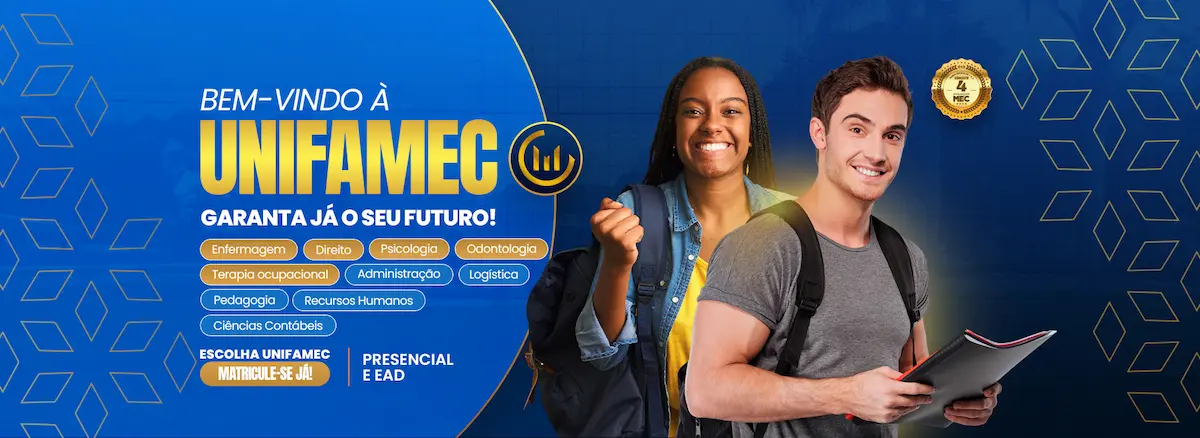 BEM-VINDO À
UNIFAMEC
GARANTA JÁ O SEU FUTURO!
Enfermagem Direito Psicologia Odontologia
Terapia ocupacional Administração Logística
Pedagogia Recursos Humanos
Ciências Contábeis
ESCOLHA UNIFAMEC
MATRICULE-SE JÁ!
PRESENCIAL
E EAD
4
MEC